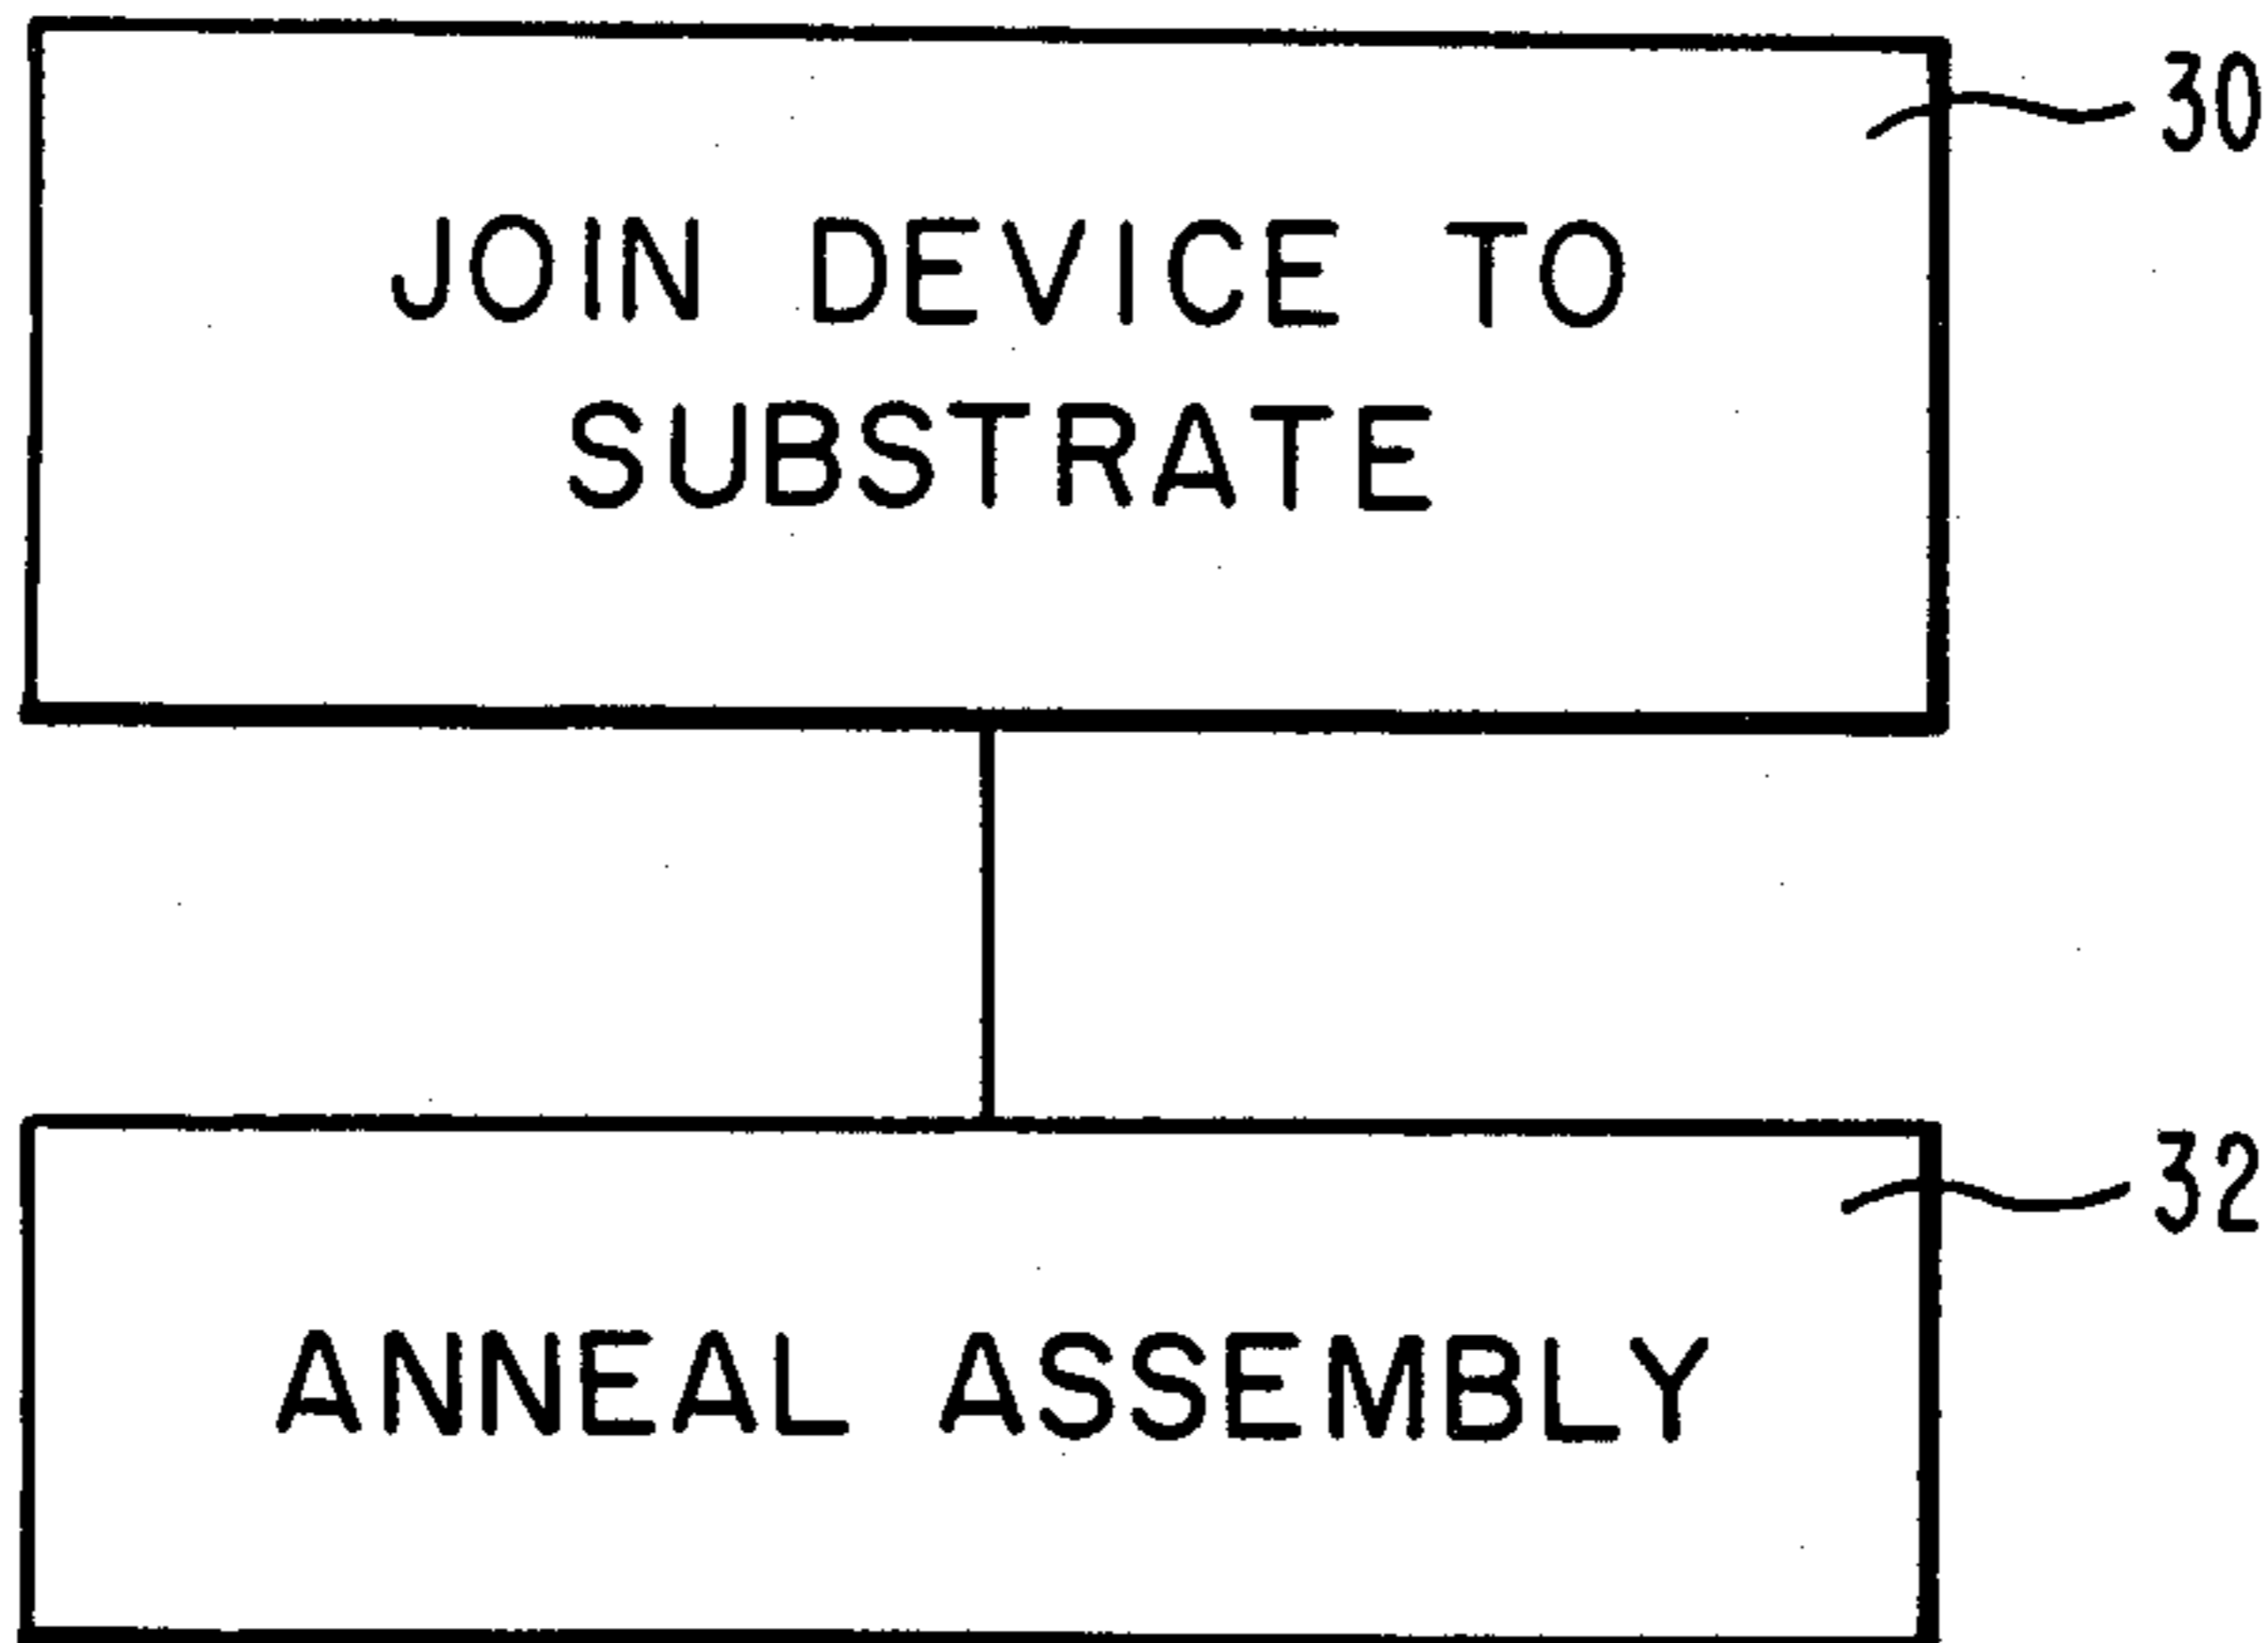 30
JOIN DEVICE TO
SUBSTRATE
32
ANNEAL ASSEMBLY